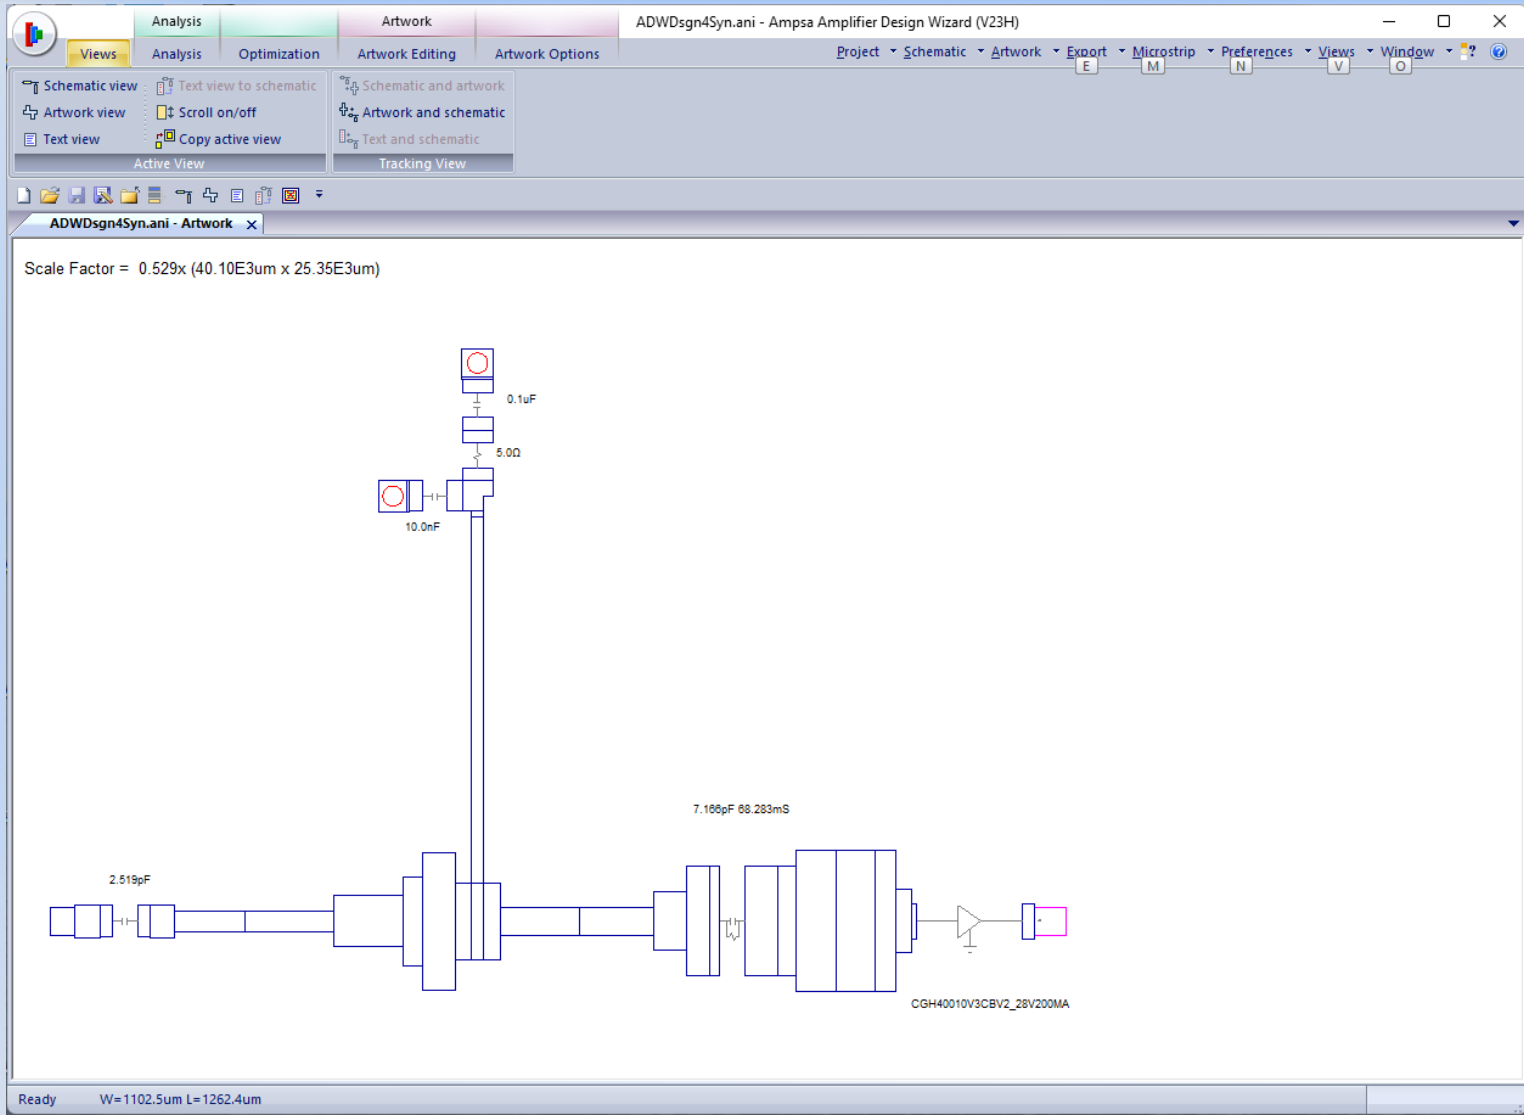 Analysis
Artwork
ADWDsgn4Syn.ani - Ampsa Amplifier Design Wizard (V23H)
Views
Analysis
Optimization
Artwork Editing
Artwork Options
Project
Schematic
Artwork
Export
Microstrip
Preferences
Views
Window
?
?
E
M
N
V
O
Schematic view
Text view to schematic
Schematic and artwork
Artwork view
Scroll on/off
Artwork and schematic
Text view
Copy active view
Text and schematic
Active View
Tracking View
ADWDsgn4Syn.ani - Artwork
Scale Factor = 0.529x (40.10E3um x 25.35E3um)
0.1uF
5.0Ω
10.0nF
7.166pF 68.283mS
2.519pF
CGH40010V3CBV2_28V200MA
Ready
W=1102.5um L=1262.4um